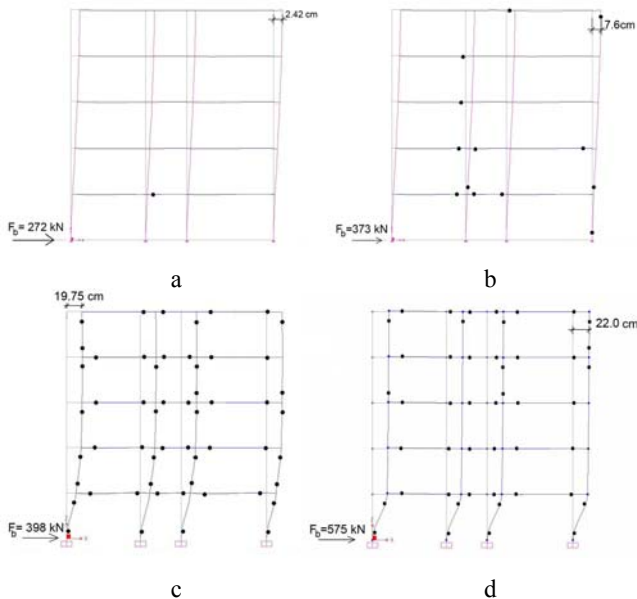 2.42 cm
7.6cm
F_b = 272 kN
F_b=373 kN
a
b
19.75 cm
22.0 cm
F_b= 398 kN
F_b=575 kN
c
d